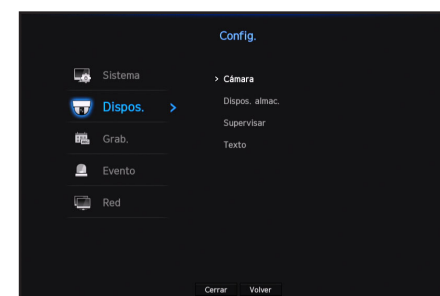 Config.
Sistema
Dispos. >
Grab.
Evento
Red
> Cámara
Dispos. almac.
Supervisar
Texto
Cerrar Volver